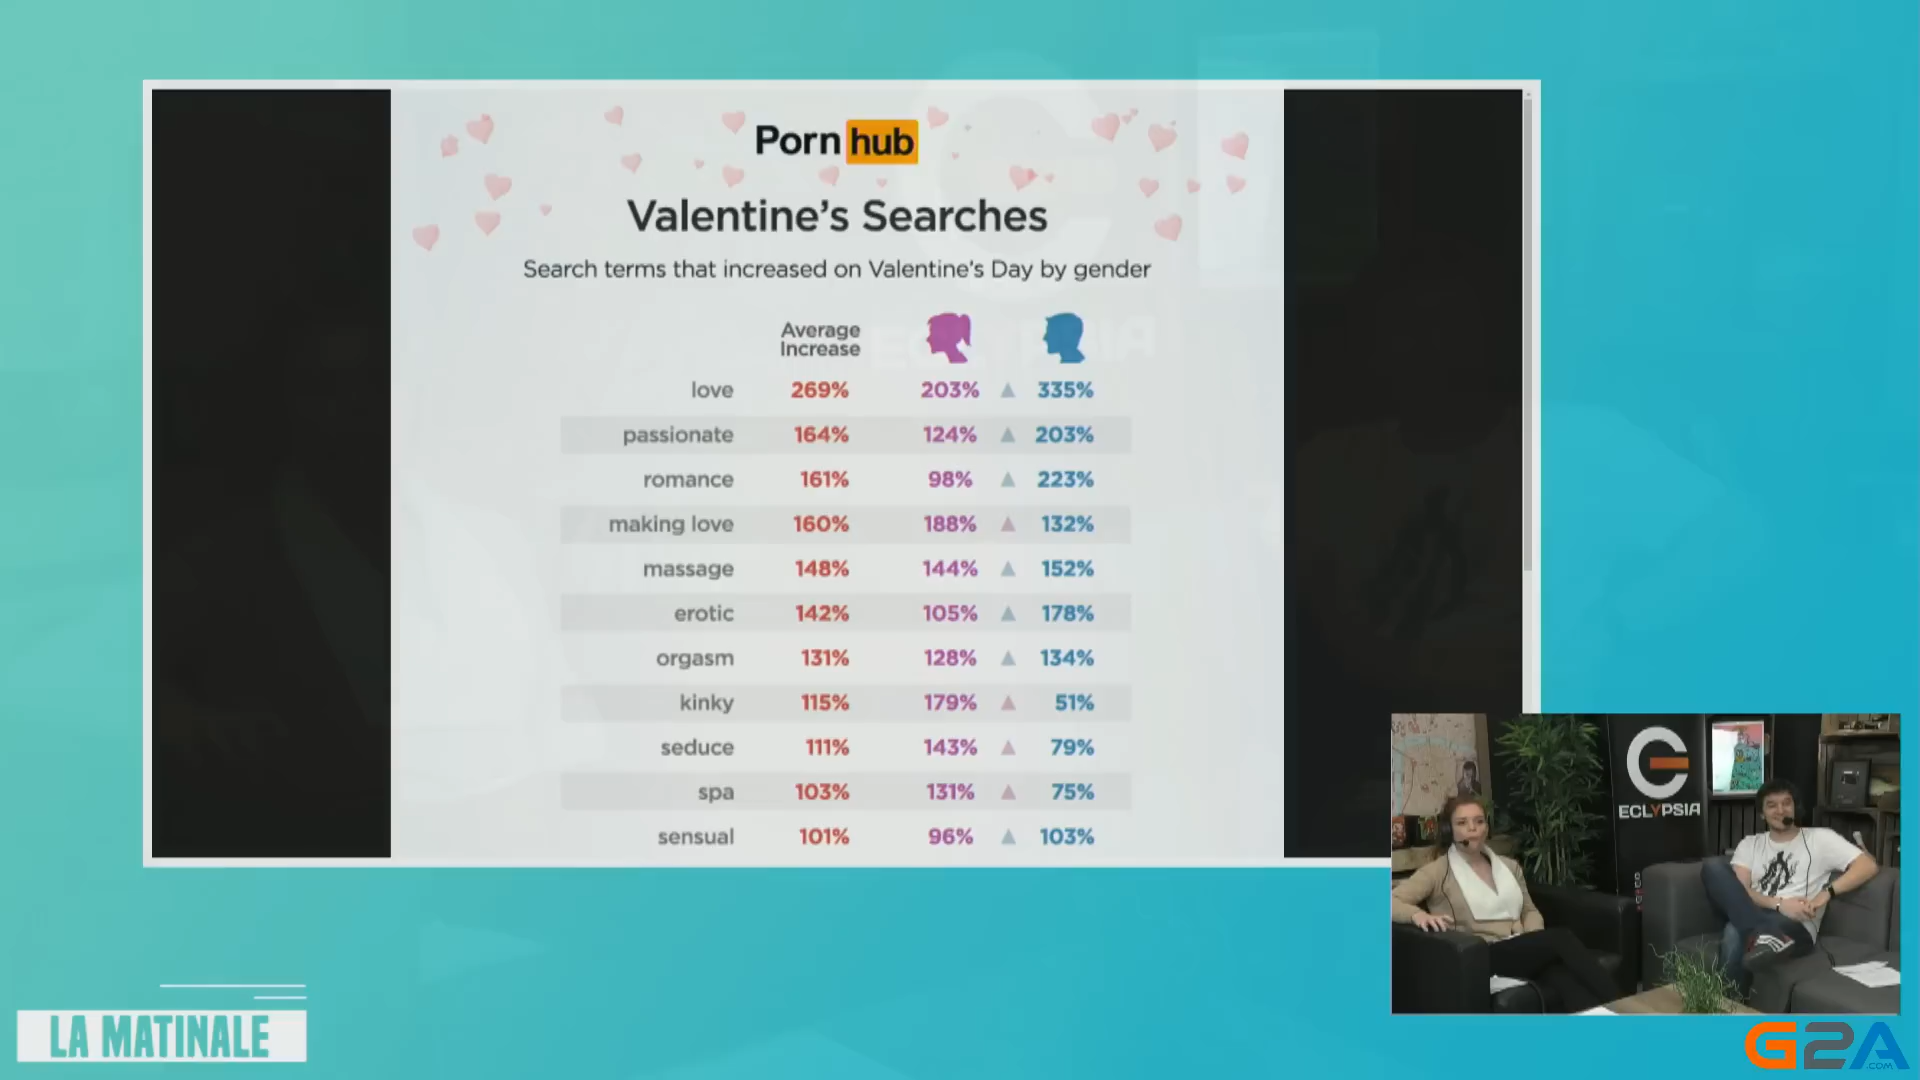 Porn hub
Valentine's Searches
Search terms that increased on Valentine's Day by gender
Average
Increase
love 269% 203% 335%
passionate 164% 124% 203%
romance 161% 98% 223%
making love 160% 188% 132%
massage 148% 144% 152%
erotic 142% 105% 178%
orgasm 131% 128% 134%
kinky 115% 179% 51%
seduce 111% 143% 79%
spa 103% 131% 75%
sensual 101% 96% 103%
ECLYPSIA
ECLYPSIA
LA MATINALE
G2A
.COM